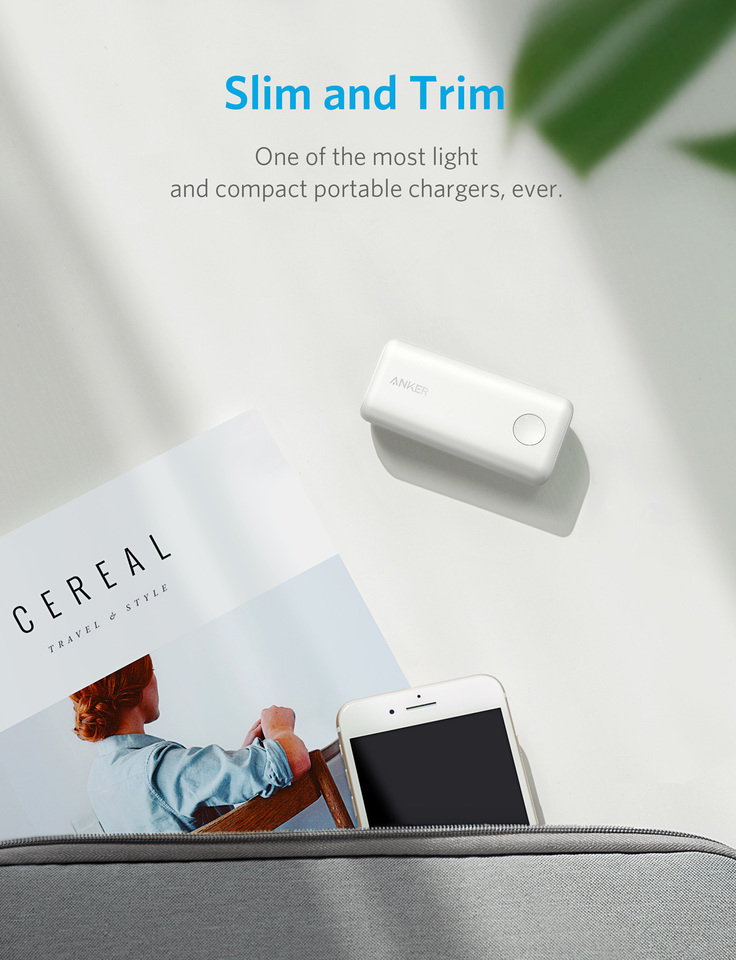 Slim and Trim
One of the most light
and compact portable chargers, ever.
ANKER
CEREAL
TRAVEL & STYLE